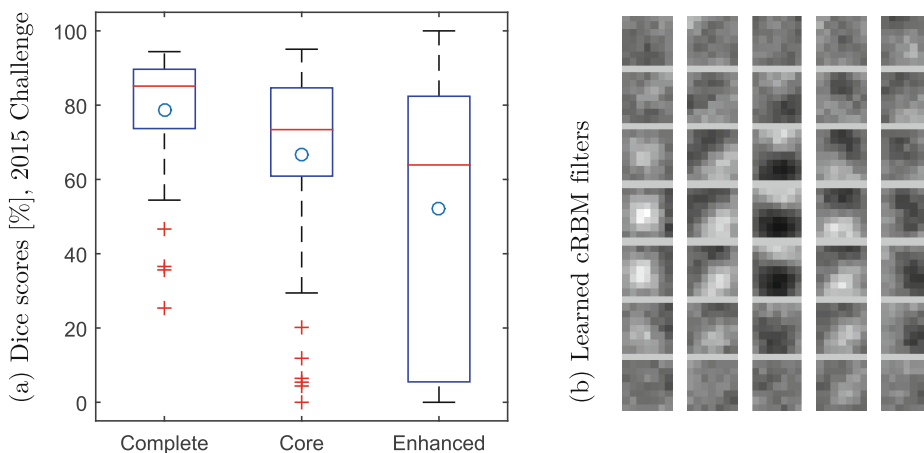 (a) Dice scores [%], 2015 Challenge
100
80
60
40
20
0
Complete
Core
Enhanced
(b) Learned cRBM filters